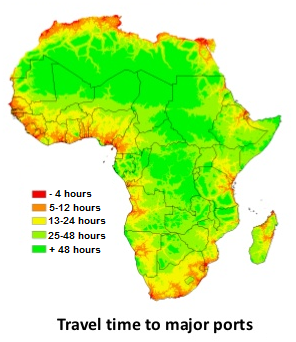 - 4 hours
5-12 hours
13-24 hours
25-48 hours
+ 48 hours
Travel time to major ports